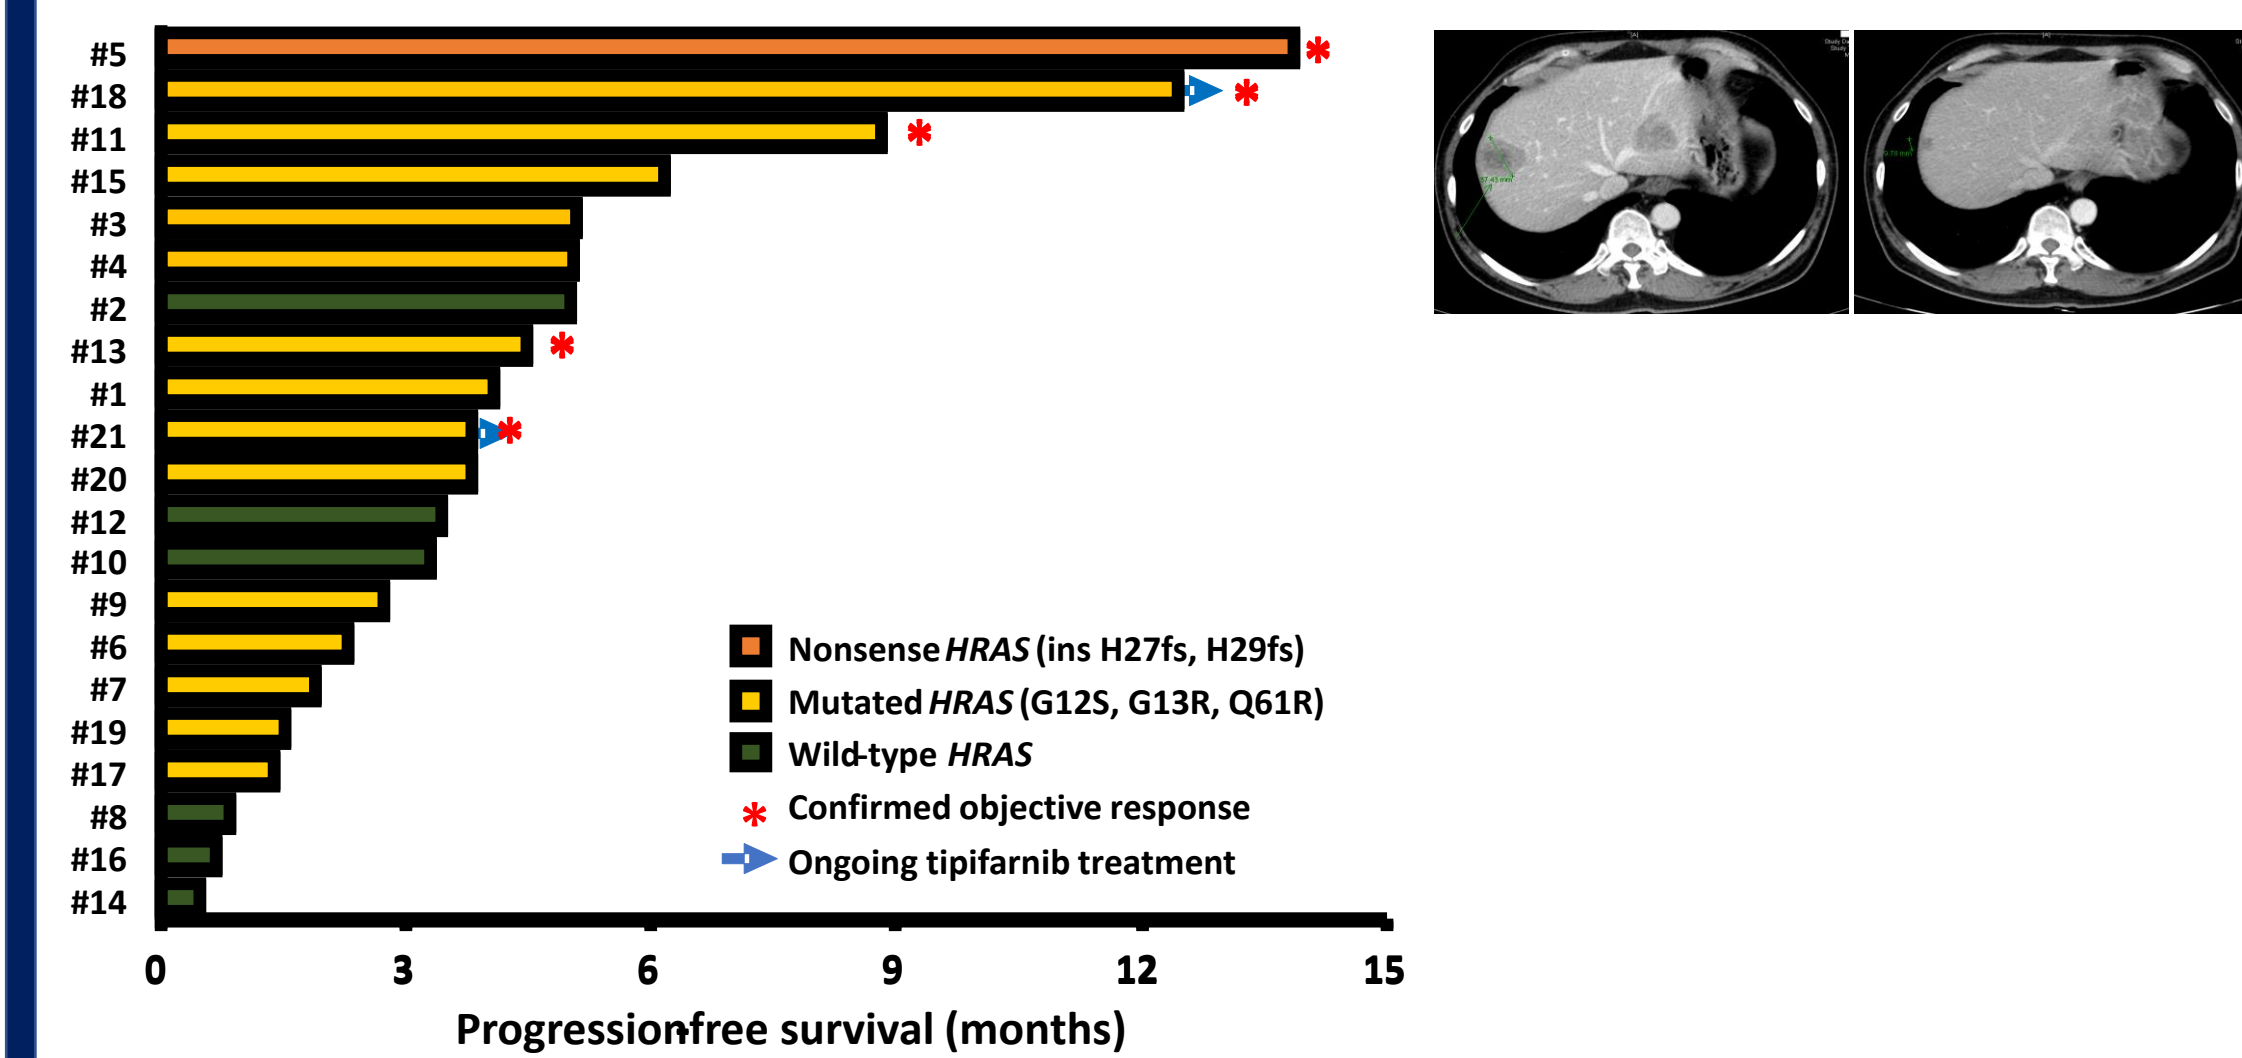 #5
#18
#11
#15
#3
#4
#2
#13
#1
#21
#20
#12
#10
#9
#6
#7
#19
#17
#8
#16
#14
Nonsense HRAS (ins H27fs, H29fs)
Mutated HRAS (G12S, G13R, Q61R)
Wild-type HRAS
* Confirmed objective response
Ongoing tipifarnib treatment
0 3 6 9 12 15
Progression-free survival (months)
[A]
[A]